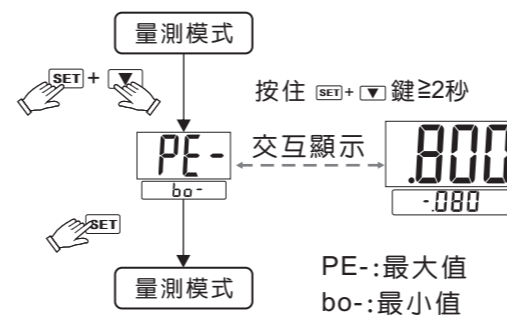 量測模式
SET + ▼
按住 SET + ▼ 鍵≧2秒
PE-
bo-
交互顯示
.800
-.080
SET
量測模式
PE-:最大值
bo-:最小值